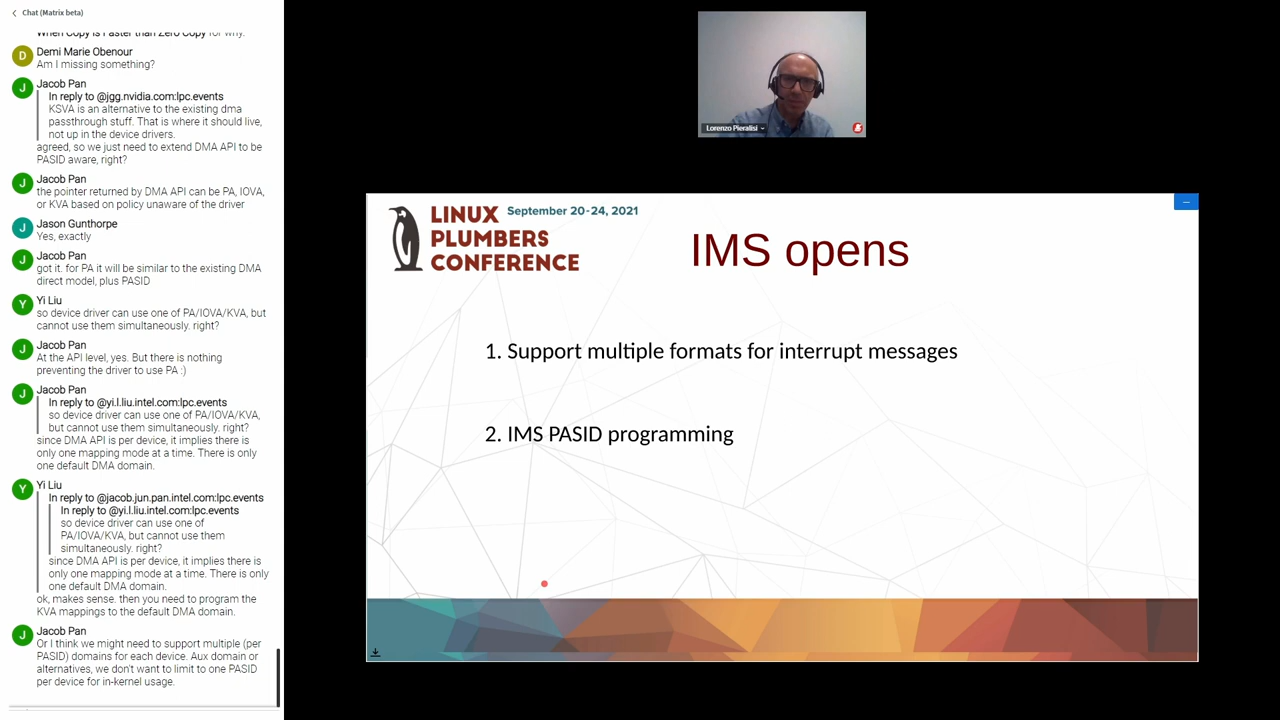 Chat (Matrix beta)
When Copy is Faster than Zero Copy for why.
Demi Marie Obenour
Am I missing something?
Jacob Pan
In reply to @jgg.nvidia.com:lpc.events
KSVA is an alternative to the existing dma
passthrough stuff. That is where it should live,
not up in the device drivers.
agreed, so we just need to extend DMA API to be
PASID aware, right?
Jacob Pan
the pointer returned by DMA API can be PA, IOVA,
or KVA based on policy unaware of the driver
Jason Gunthorpe
Yes, exactly
Jacob Pan
got it. for PA it will be similar to the existing DMA
direct model, plus PASID
Yi Liu
so device driver can use one of PA/IOVA/KVA, but
cannot use them simultaneously. right?
Jacob Pan
At the API level, yes. But there is nothing
preventing the driver to use PA :)
Jacob Pan
In reply to @yi.l.liu.intel.com:lpc.events
so device driver can use one of PA/IOVA/KVA,
but cannot use them simultaneously. right?
since DMA API is per device, it implies there is
only one mapping mode at a time. There is only
one default DMA domain.
Yi Liu
In reply to @jacob.jun.pan.intel.com:lpc.events
In reply to @yi.l.liu.intel.com:lpc.events
so device driver can use one of
PA/IOVA/KVA, but cannot use them
simultaneously. right?
since DMA API is per device, it implies there is
only one mapping mode at a time. There is only
one default DMA domain.
ok, makes sense. then you need to program the
KVA mappings to the default DMA domain.
Jacob Pan
Or I think we might need to support multiple (per
PASID) domains for each device. Aux domain or
alternatives, we don't want to limit to one PASID
per device for in-kernel usage.
D
J
J
J
J
Y
J
J
Y
J
Lorenzo Pieralisi
LINUX
PLUMBERS
CONFERENCE
September 20-24, 2021
IMS opens
1. Support multiple formats for interrupt messages
2. IMS PASID programming